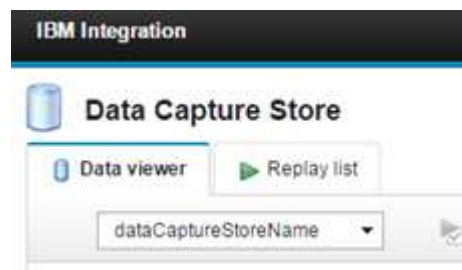 IBM Integration
Data Capture Store
Data viewer Replay list
dataCaptureStoreName